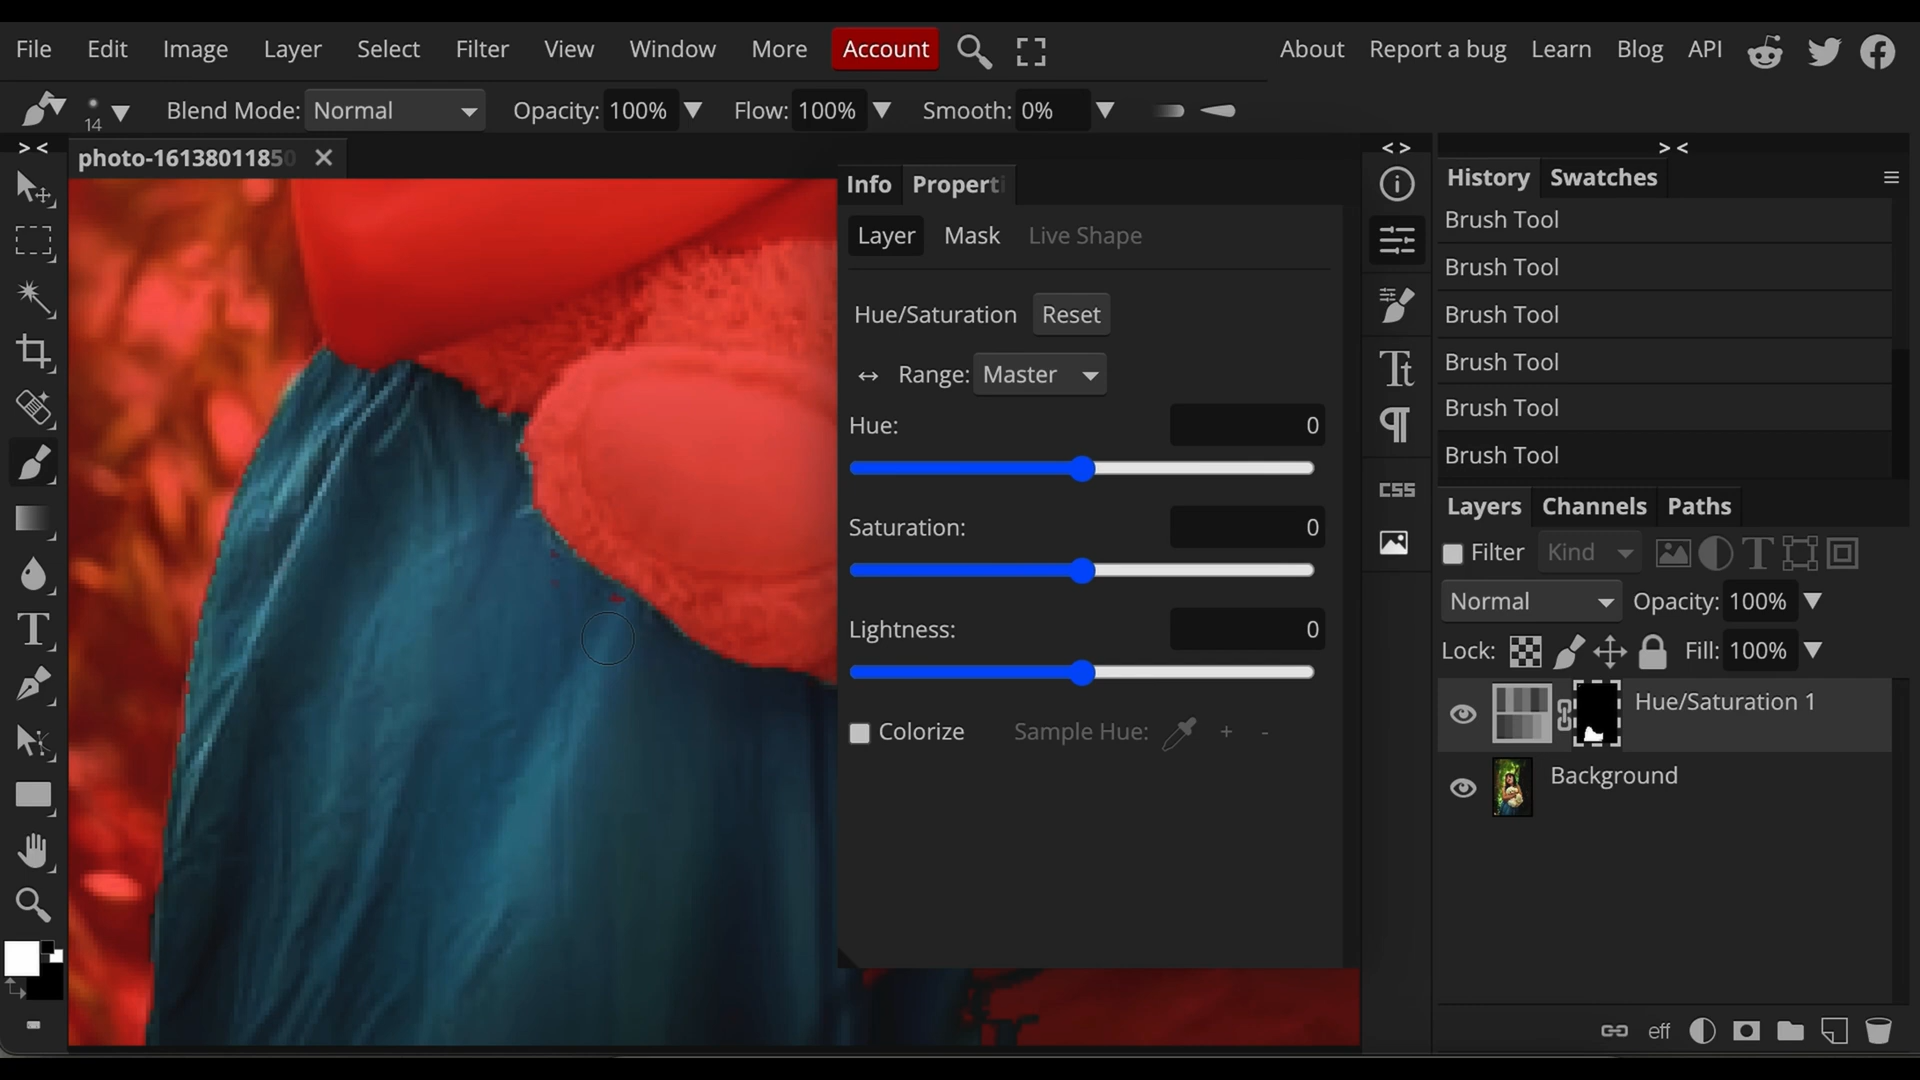 File Edit Image Layer Select Filter View Window More Account About Report a bug Learn Blog API
14 Blend Mode: Normal Opacity: 100% Flow: 100% Smooth: 0%
photo-16138011850
Info Properti
Layer Mask Live Shape
Hue/Saturation Reset
Range: Master
Hue: 0
Saturation: 0
Lightness: 0
Colorize Sample Hue: + -
Tt
CSS
History Swatches
Brush Tool
Brush Tool
Brush Tool
Brush Tool
Brush Tool
Brush Tool
Layers Channels Paths
Filter Kind
Normal Opacity: 100%
Lock: Fill: 100%
Hue/Saturation 1
Background
eff